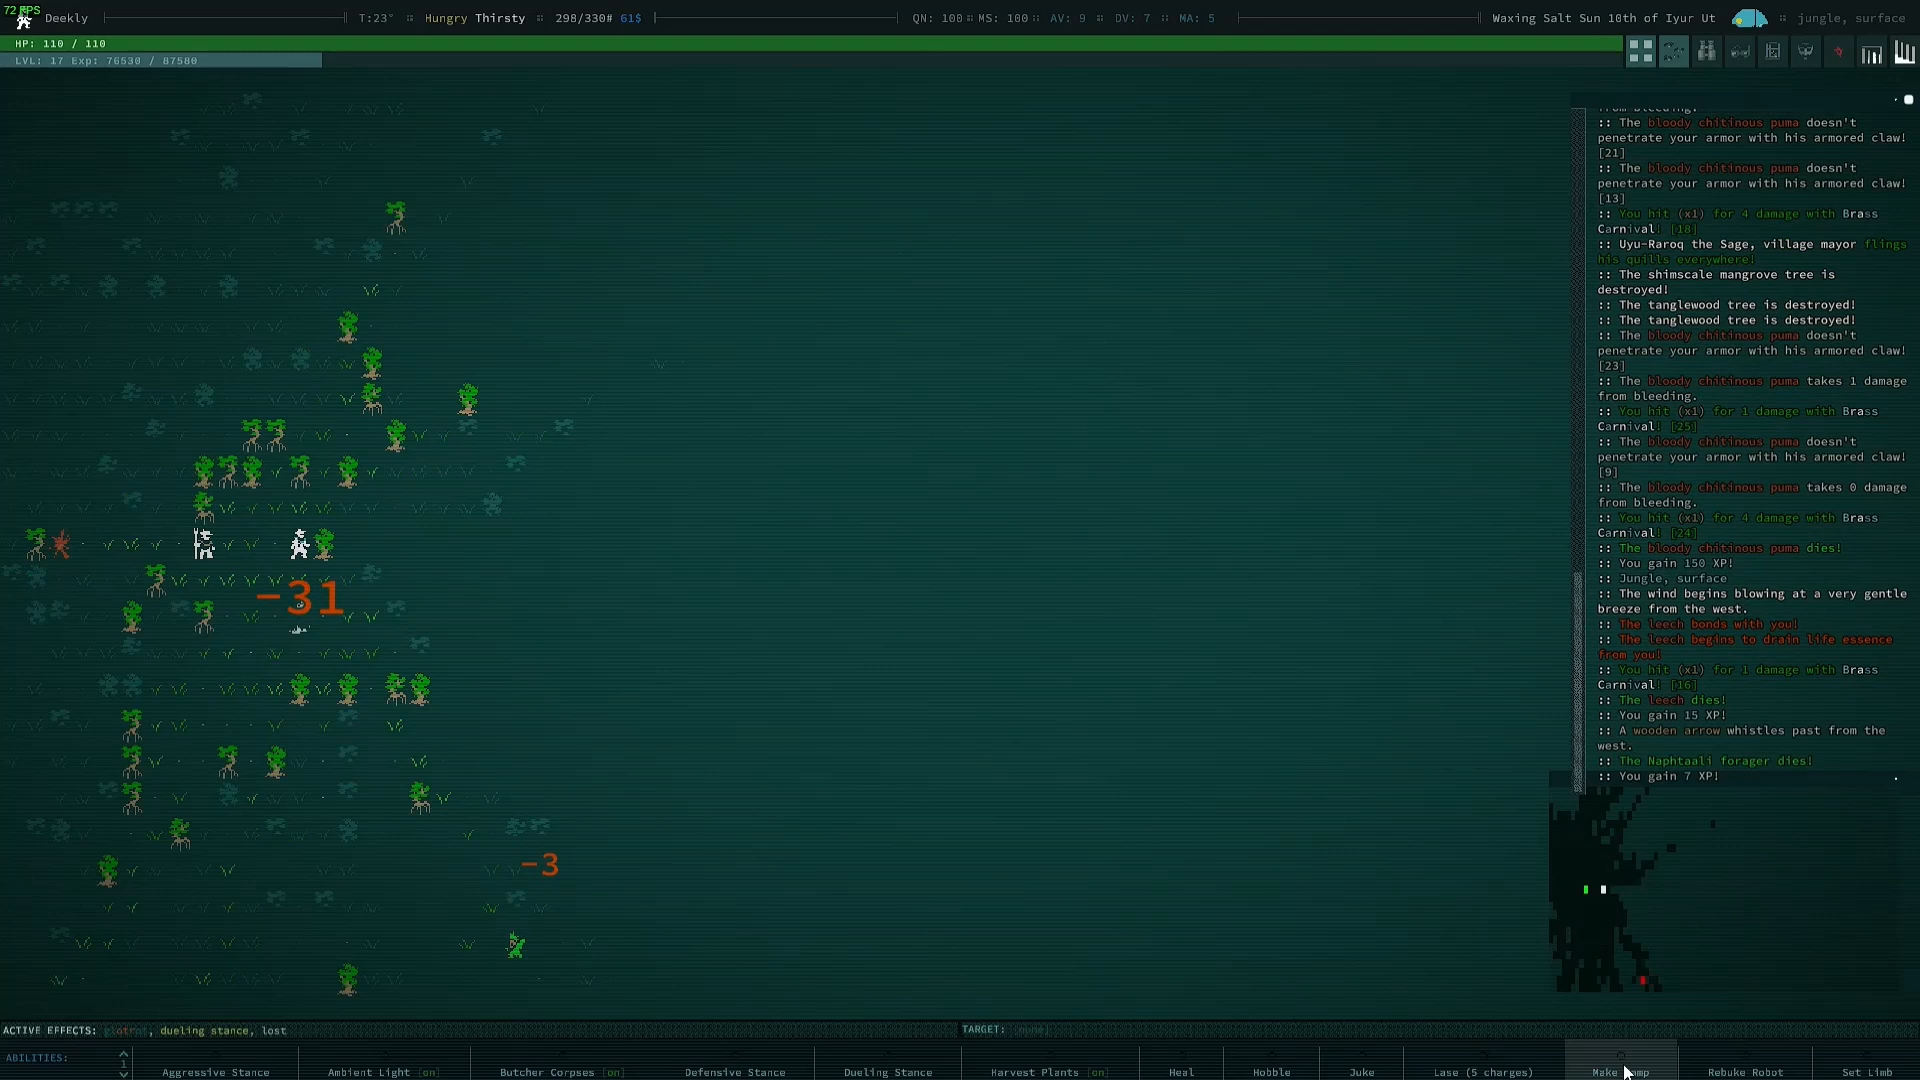 72 FPS
Deekly T:23° :: Hungry Thirsty :: 298/330# 61$ QN: 100 :: MS: 100 :: AV: 9 :: DV: 7 :: MA: 5 Waxing Salt Sun 10th of Iyur Ut :: jungle, surface
HP: 110 / 110
LVL: 17 Exp: 76530 / 87580
from bleeding.
:: The bloody chitinous puma doesn't
penetrate your armor with his armored claw!
[21]
:: The bloody chitinous puma doesn't
penetrate your armor with his armored claw!
[13]
:: You hit (x1) for 4 damage with Brass
Carnival! [18]
:: Uyu-Raroq the Sage, village mayor flings
his quills everywhere!
:: The shimscale mangrove tree is
destroyed!
:: The tanglewood tree is destroyed!
:: The tanglewood tree is destroyed!
:: The bloody chitinous puma doesn't
penetrate your armor with his armored claw!
[23]
:: The bloody chitinous puma takes 1 damage
from bleeding.
:: You hit (x1) for 1 damage with Brass
Carnival! [25]
:: The bloody chitinous puma doesn't
penetrate your armor with his armored claw!
[9]
:: The bloody chitinous puma takes 0 damage
from bleeding.
:: You hit (x1) for 4 damage with Brass
Carnival! [24]
:: The bloody chitinous puma dies!
:: You gain 150 XP!
:: Jungle, surface
:: The wind begins blowing at a very gentle
breeze from the west.
:: The leech bonds with you!
:: The leech begins to drain life essence
from you!
:: You hit (x1) for 1 damage with Brass
Carnival! [16]
:: The leech dies!
:: You gain 15 XP!
:: A wooden arrow whistles past from the
west.
:: The Naphtaali forager dies!
:: You gain 7 XP!
-31
-3
ACTIVE EFFECTS: glotrot, dueling stance, lost TARGET: [none]
ABILITIES: 1 Aggressive Stance Ambient Light [on] Butcher Corpses [on] Defensive Stance Dueling Stance Harvest Plants [on] Heal Hobble Juke Lase (5 charges) Make Camp Rebuke Robot Set Limb